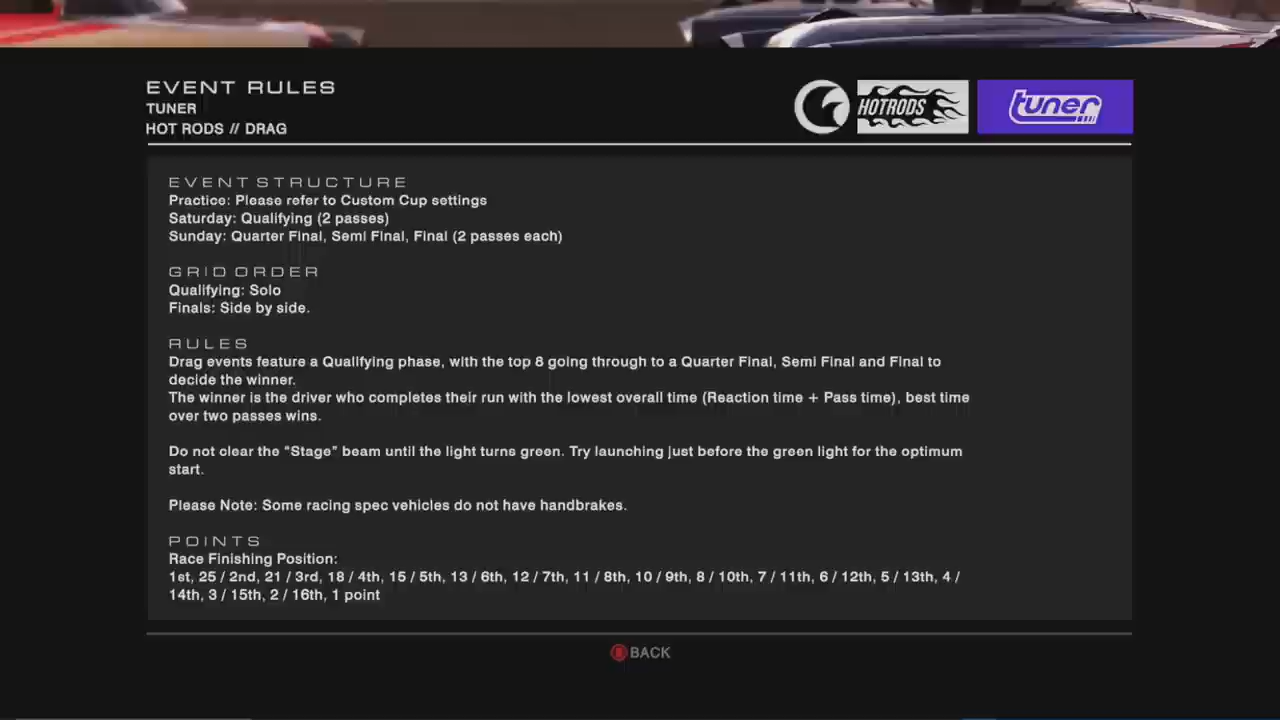 EVENT RULES
TUNER
HOT RODS // DRAG
HOTRODS
tuner
EVENT STRUCTURE
Practice: Please refer to Custom Cup settings
Saturday: Qualifying (2 passes)
Sunday: Quarter Final, Semi Final, Final (2 passes each)
GRID ORDER
Qualifying: Solo
Finals: Side by side.
RULES
Drag events feature a Qualifying phase, with the top 8 going through to a Quarter Final, Semi Final and Final to
decide the winner.
The winner is the driver who completes their run with the lowest overall time (Reaction time + Pass time), best time
over two passes wins.
Do not clear the “Stage” beam until the light turns green. Try launching just before the green light for the optimum
start.
Please Note: Some racing spec vehicles do not have handbrakes.
POINTS
Race Finishing Position:
1st, 25 / 2nd, 21 / 3rd, 18 / 4th, 15 / 5th, 13 / 6th, 12 / 7th, 11 / 8th, 10 / 9th, 8 / 10th, 7 / 11th, 6 / 12th, 5 / 13th, 4 /
14th, 3 / 15th, 2 / 16th, 1 point
BACK